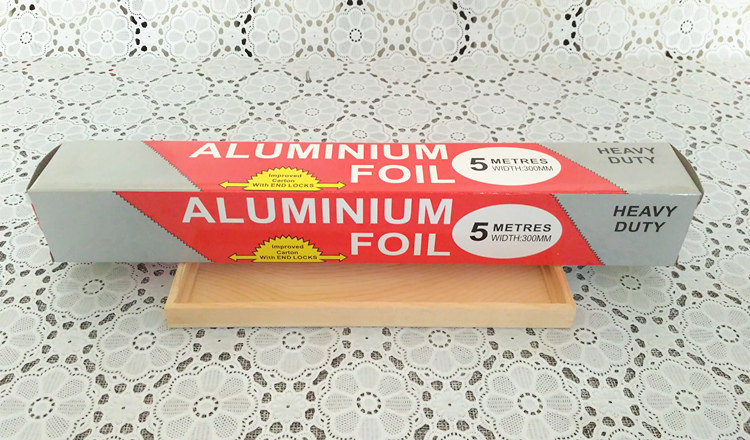 ALUMINIUM
FOIL
Improved
Carton
With END LOCKS
5 METRES
WIDTH:300MM
HEAVY
DUTY
ALUMINIUM
FOIL
Improved
Carton
With END LOCKS
5 METRES
WIDTH:300MM
HEAVY
DUTY